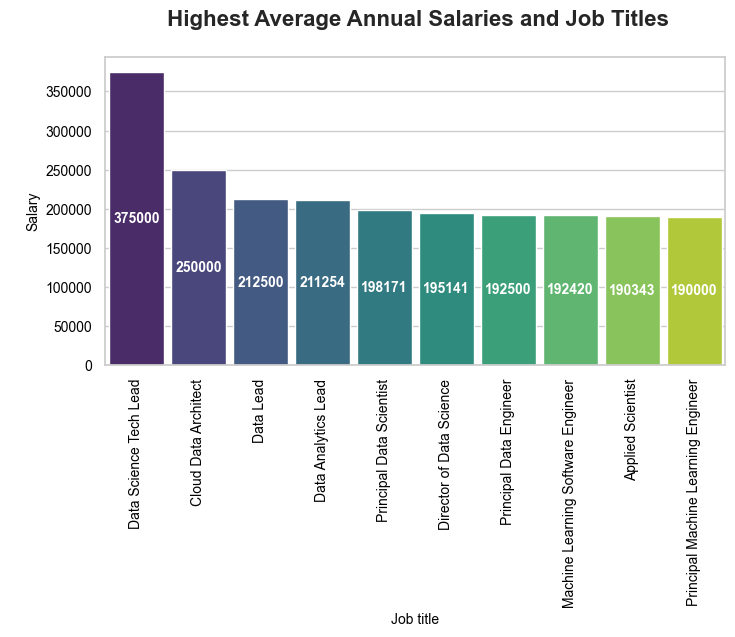 Highest Average Annual Salaries and Job Titles
Salary
350000
300000
250000
200000
150000
100000
50000
0
375000
250000
212500
211254
198171
195141
192500
192420
190343
190000
Data Science Tech Lead
Cloud Data Architect
Data Lead
Data Analytics Lead
Principal Data Scientist
Director of Data Science
Principal Data Engineer
Machine Learning Software Engineer
Applied Scientist
Principal Machine Learning Engineer
Job title